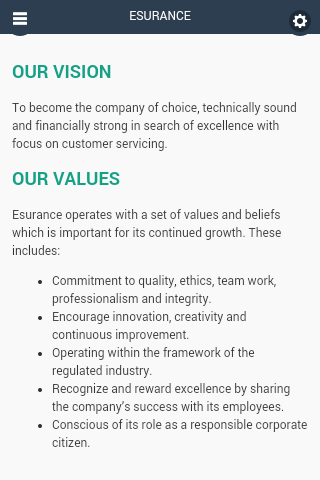 ESURANCE
OUR VISION
To become the company of choice, technically sound
and financially strong in search of excellence with
focus on customer servicing.
OUR VALUES
Esurance operates with a set of values and beliefs
which is important for its continued growth. These
includes:
• Commitment to quality, ethics, team work,
professionalism and integrity.
• Encourage innovation, creativity and
continuous improvement.
• Operating within the framework of the
regulated industry.
• Recognize and reward excellence by sharing
the company's success with its employees.
• Conscious of its role as a responsible corporate
citizen.